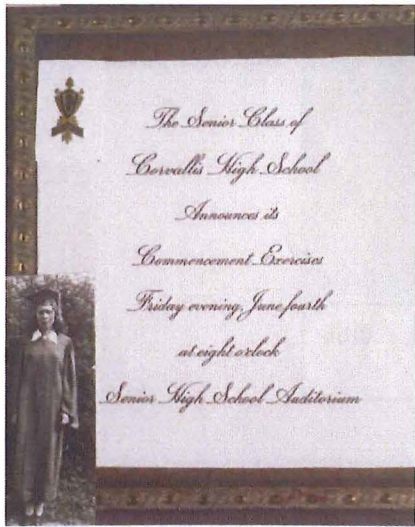 The Senior Class of
Corvallis High School
Announces its
Commencement Exercises
Friday evening, June fourth
at eight o'clock
Senior High School Auditorium